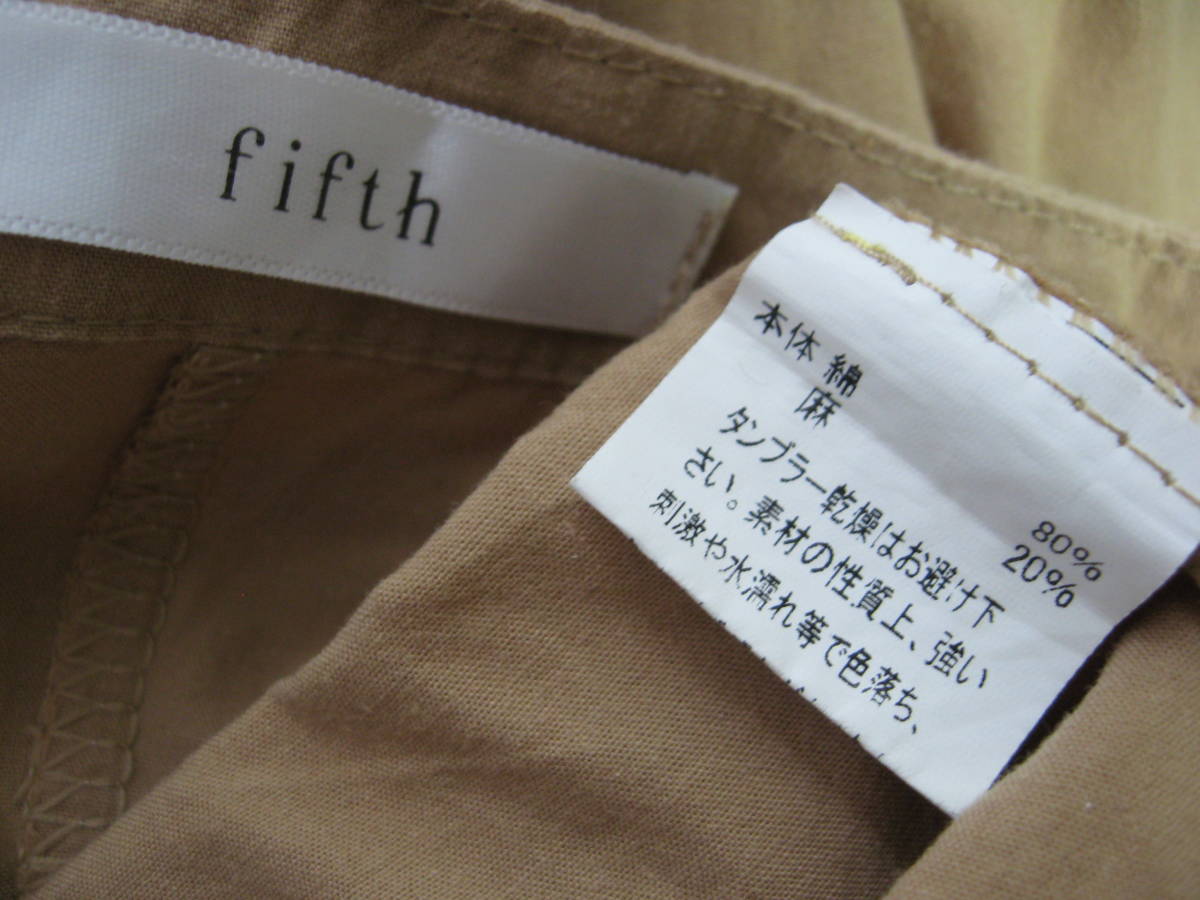 fifth
本体 綿 80%
麻 20%
タンブラー乾燥はお避け下
さい。素材の性質上、強い
刺激や水濡れ等で色落ち、